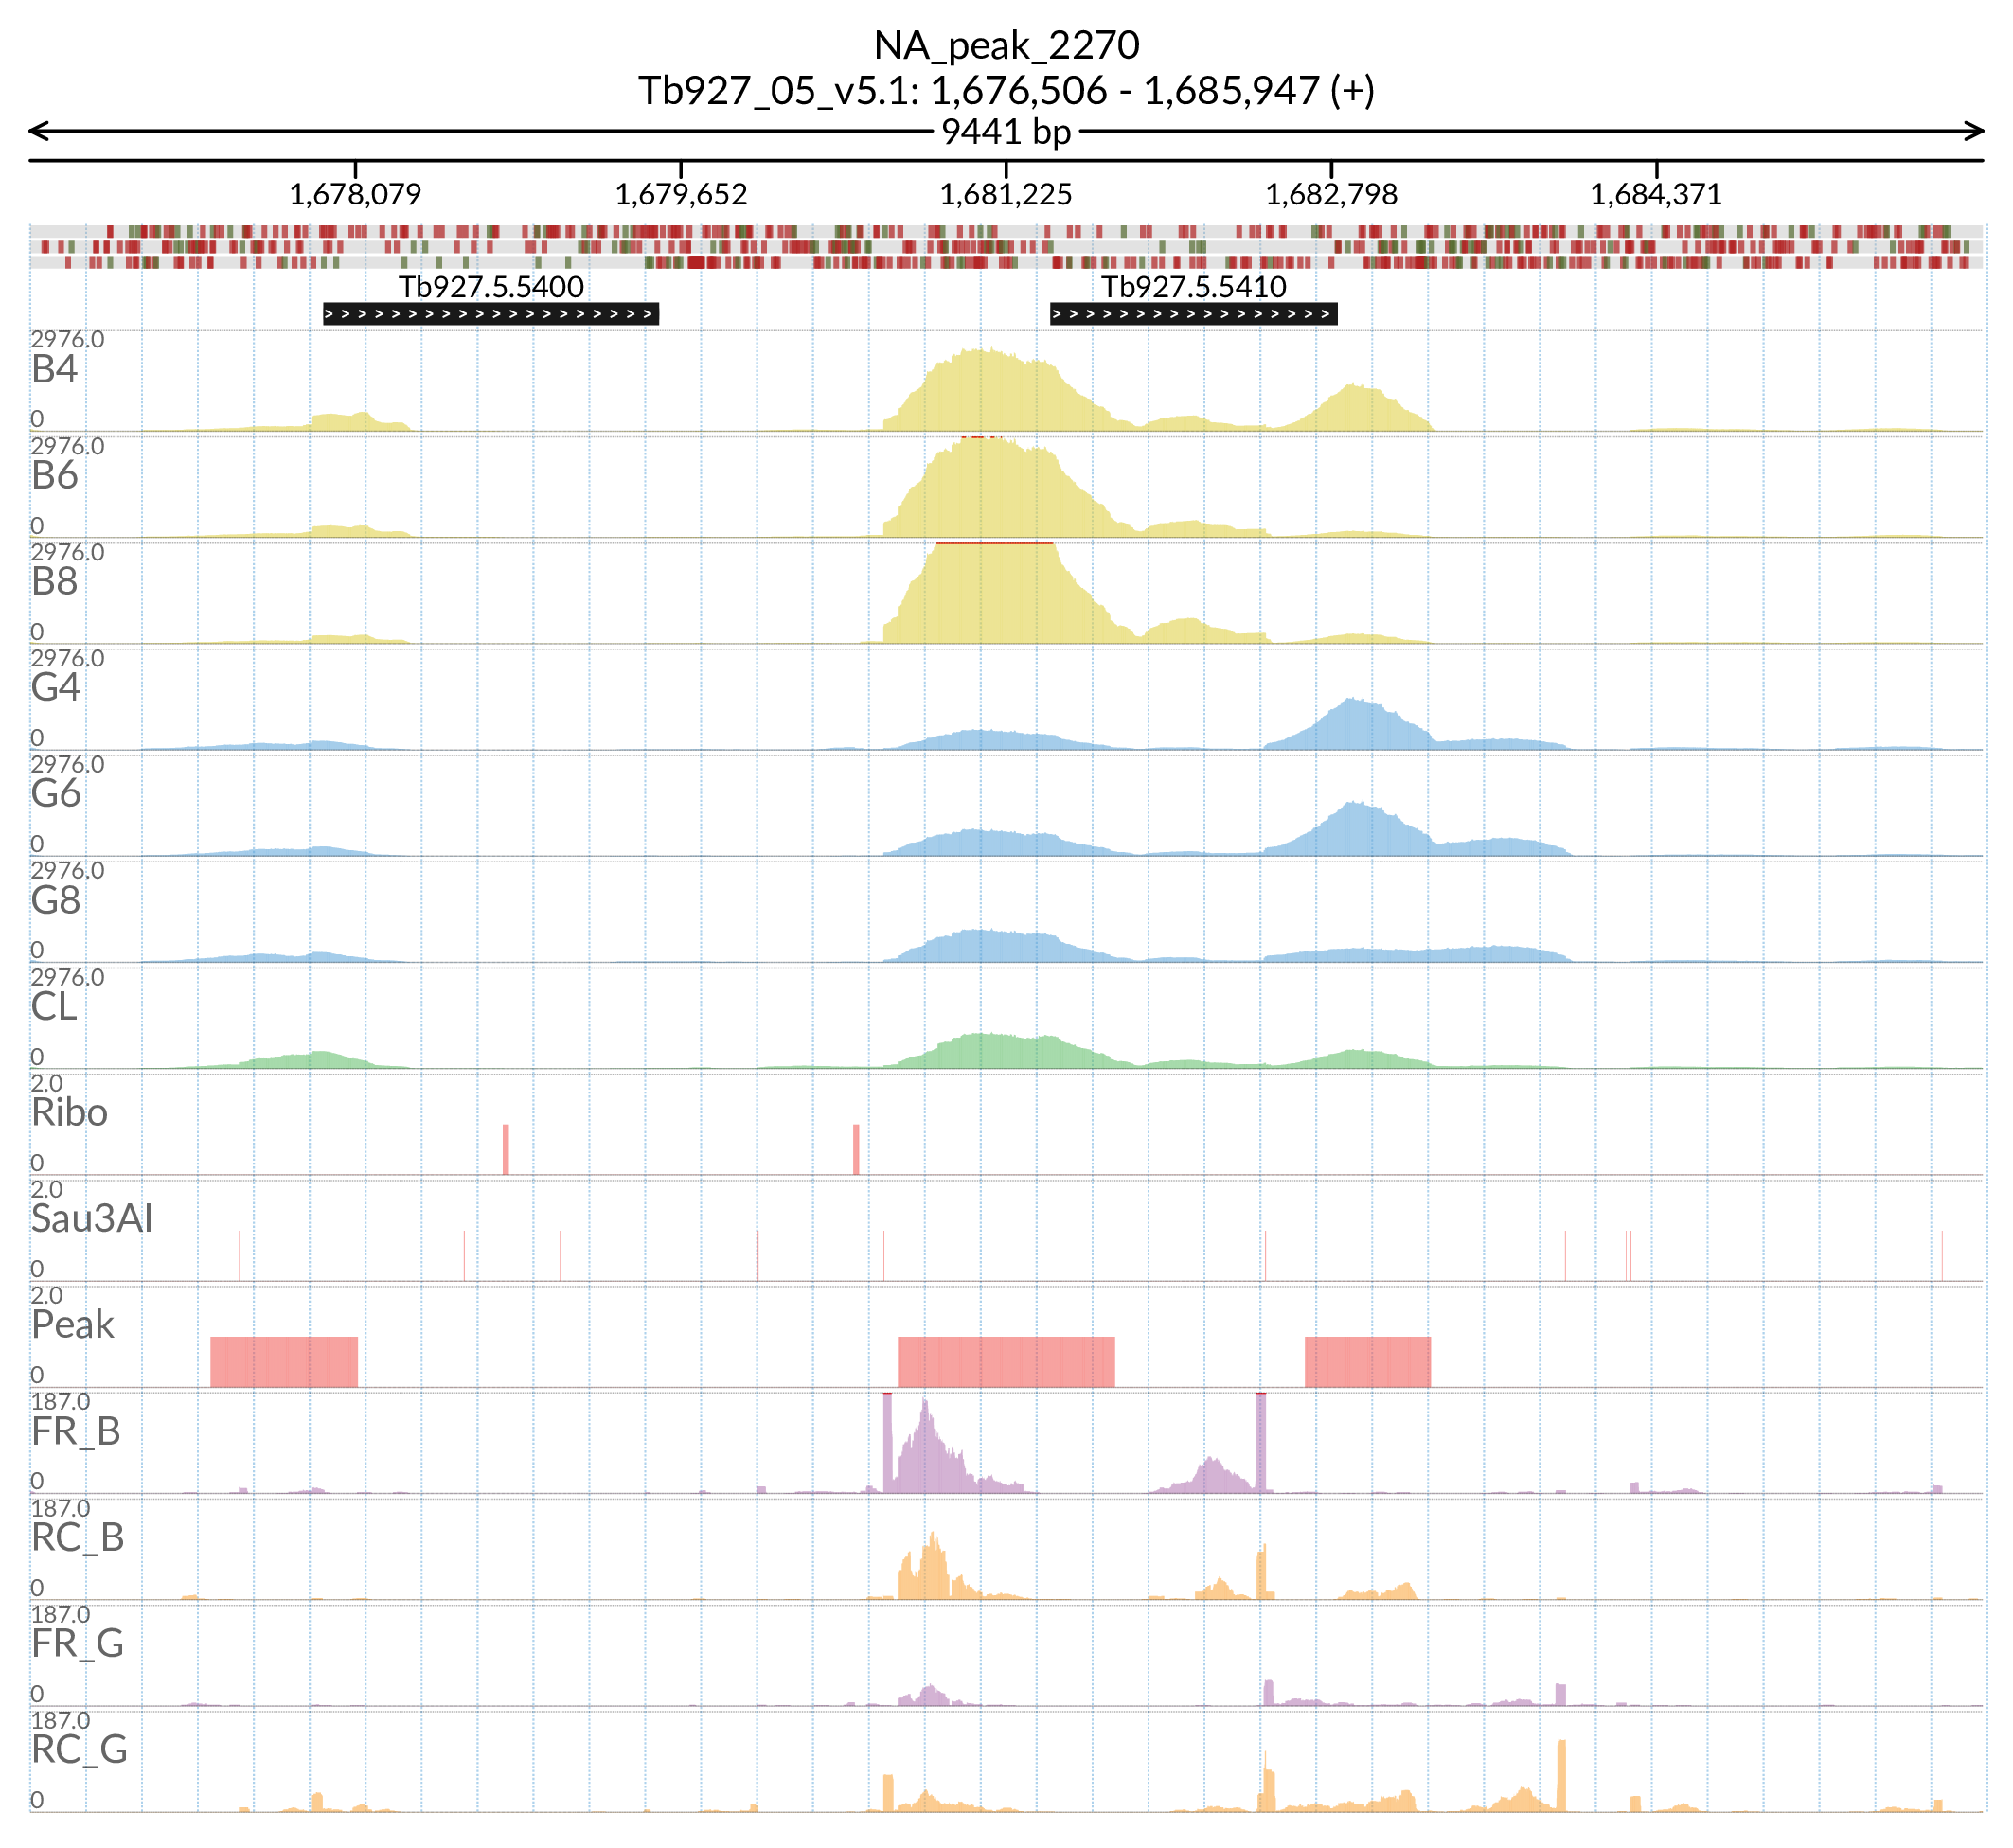 NA_peak_2270
Tb927_05_v5.1: 1,676,506 - 1,685,947 (+)
9441 bp
1,678,079 1,679,652 1,681,225 1,682,798 1,684,371
Tb927.5.5400 Tb927.5.5410
2976.0
B4
0
2976.0
B6
0
2976.0
B8
0
2976.0
G4
0
2976.0
G6
0
2976.0
G8
0
2976.0
CL
0
2.0
Ribo
0
2.0
Sau3AI
0
2.0
Peak
0
187.0
FR_B
0
187.0
RC_B
0
187.0
FR_G
0
187.0
RC_G
0